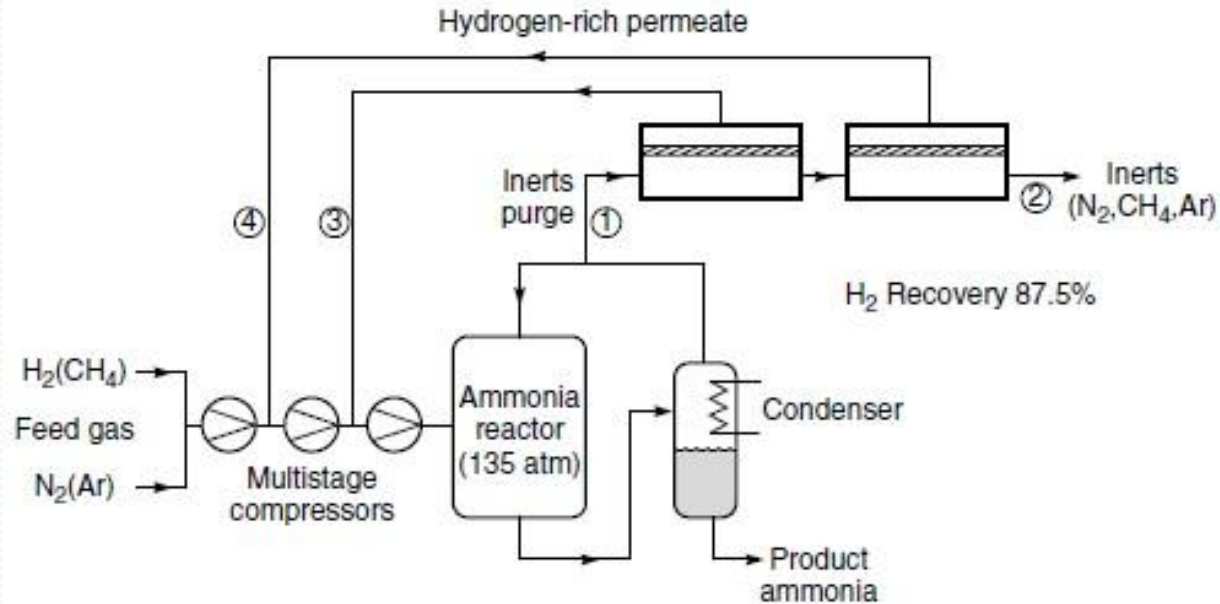 Hydrogen-rich permeate
Inerts
purge
①
②
Inerts
(N₂,CH₄,Ar)
④
③
H₂ Recovery 87.5%
H₂(CH₄)
Feed gas
N₂(Ar)
Multistage
compressors
Ammonia
reactor
(135 atm)
Condenser
Product
ammonia